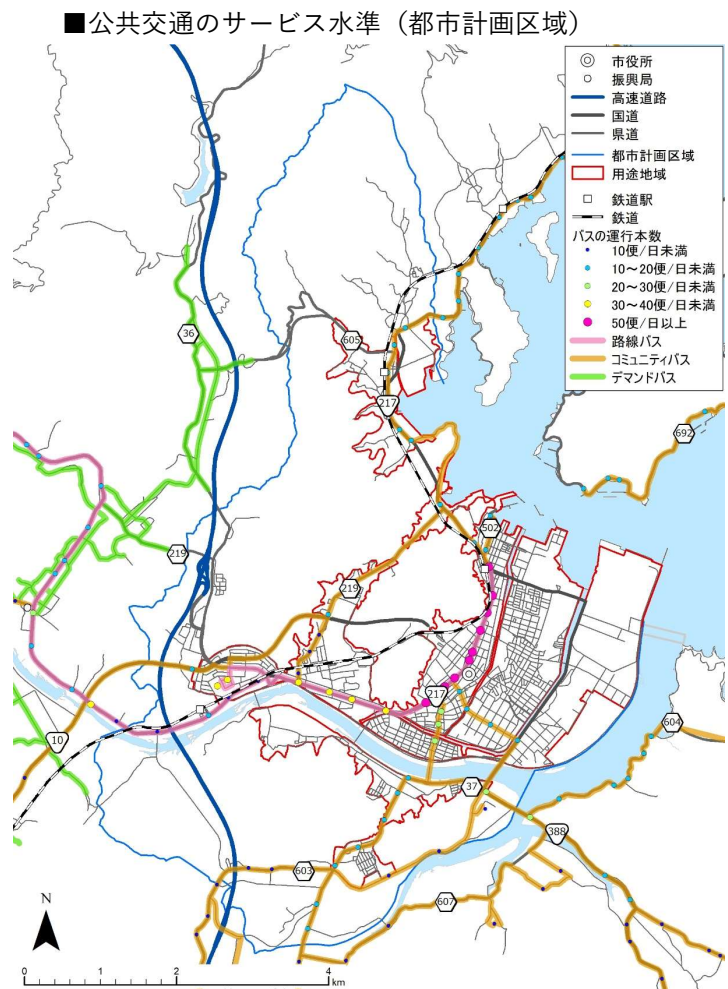 ■公共交通のサービス水準（都市計画区域）
市役所
振興局
高速道路
国道
県道
都市計画区域
用途地域
鉄道駅
鉄道
バスの運行本数
10便/日未満
10～20便/日未満
20～30便/日未満
30～40便/日未満
50便/日以上
路線バス
コミュニティバス
デマンドバス
36
605
217
692
502
219
219
217
604
10
37
388
603
607
N
0 2 4
km